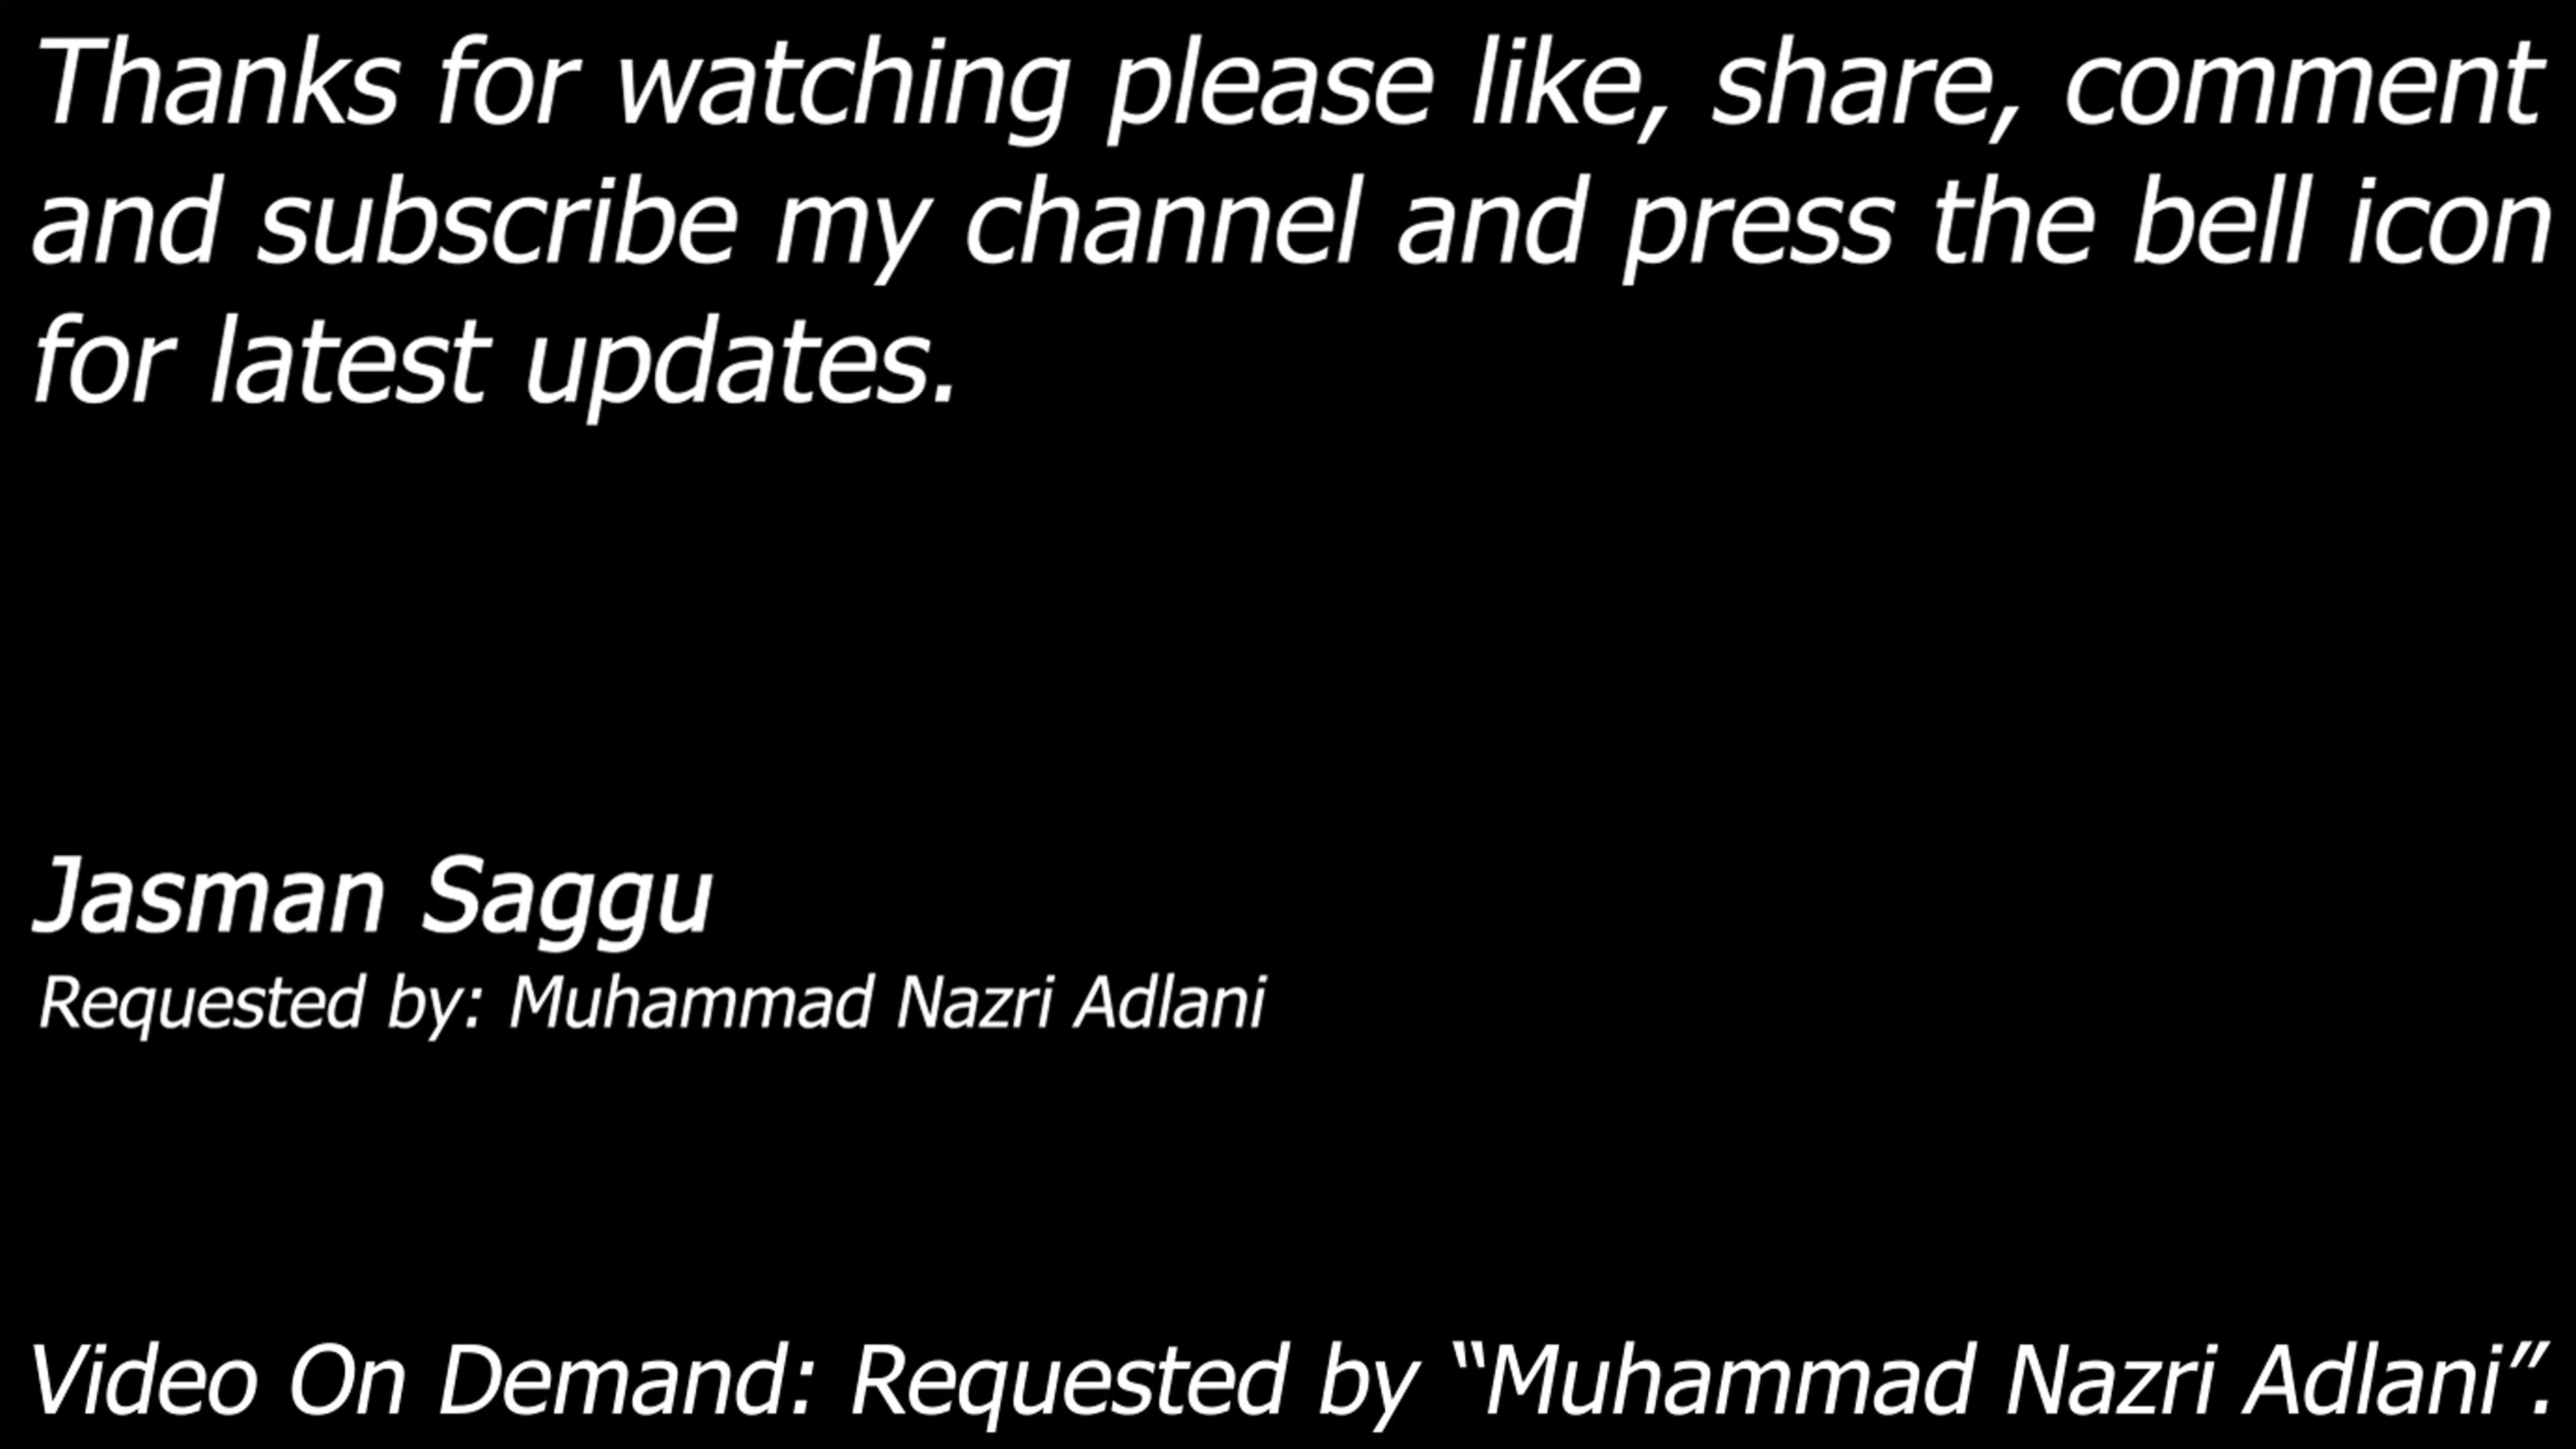 Thanks for watching please like, share, comment
and subscribe my channel and press the bell icon
for latest updates.
Jasman Saggu
Requested by: Muhammad Nazri Adlani
Video On Demand: Requested by “Muhammad Nazri Adlani”.